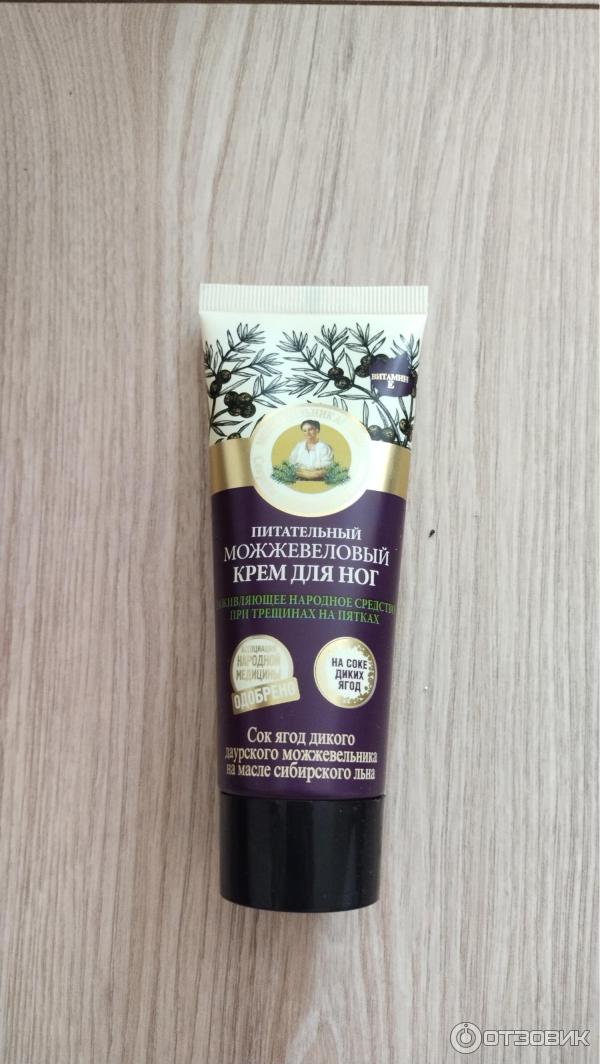 ВИТАМИН
Е
ПИТАТЕЛЬНЫЙ
МОЖЖЕВЕЛОВЫЙ
КРЕМ ДЛЯ НОГ
НАРОДНОЕ СРЕДСТВО
ПРИ ТРЕЩИНАХ НА ПЯТКАХ
АССОЦИАЦИЯ
НАРОДНОЙ
МЕДИЦИНЫ
ОДОБРЕНО
НА СОКЕ
ДИКИХ
ЯГОД
Сок ягод дикого
даурского можжевельника
на масле сибирского льна
ОТЗОВИК